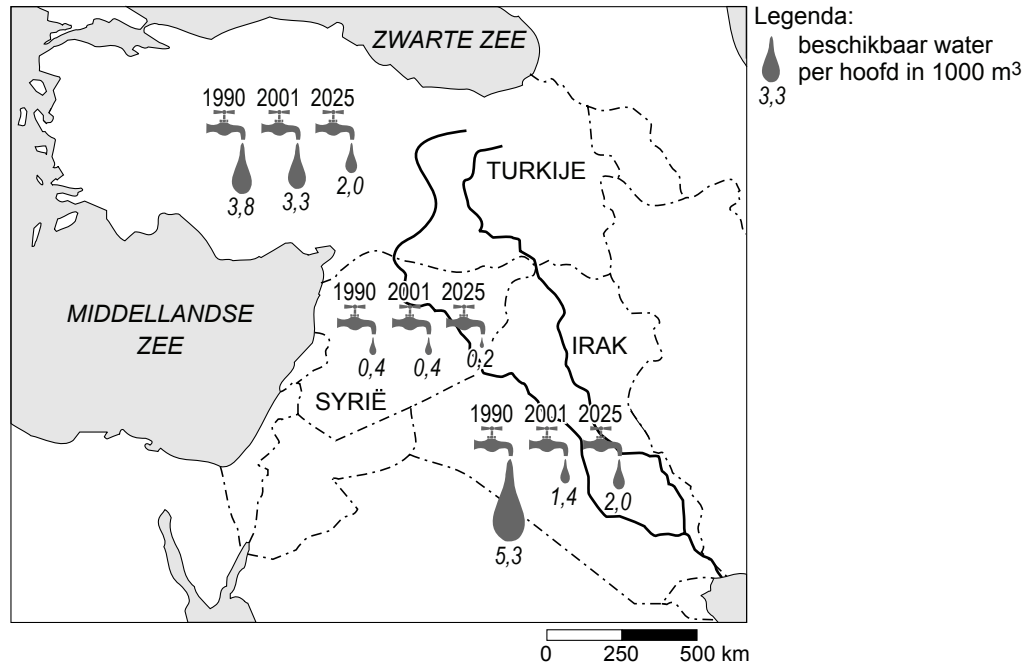 Legenda:
beschikbaar water
per hoofd in 1000 m³
3,3
ZWARTE ZEE
1990 2001 2025
3,8 3,3 2,0
TURKIJE
MIDDELLANDSE
ZEE
1990 2001 2025
0,4 0,4 0,2
IRAK
SYRIË
1990 2001 2025
5,3 1,4 2,0
0 250 500 km